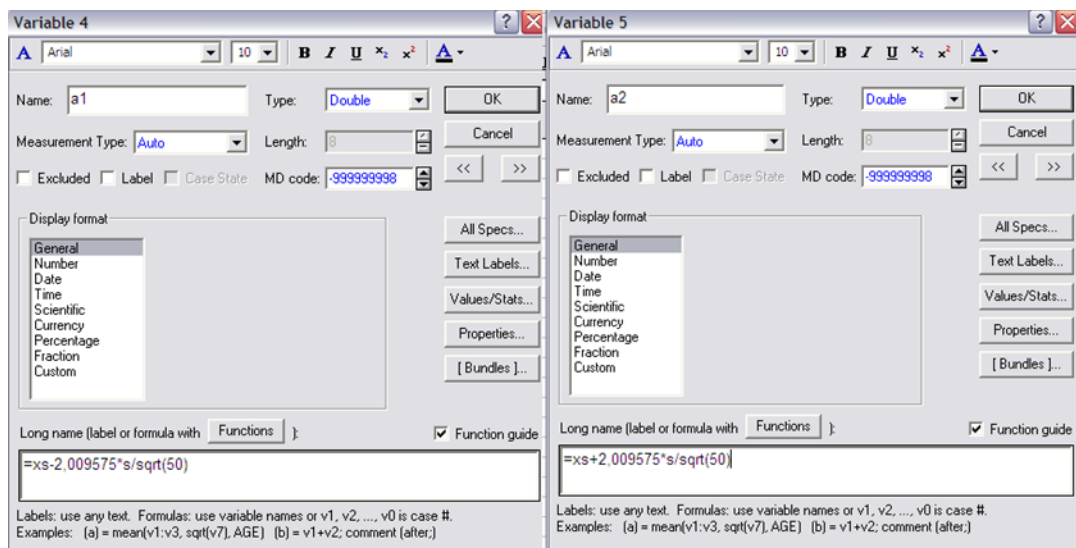 Variable 4
A Arial 10 B I U x₂ x² A
Name: a1 Type: Double OK
Measurement Type: Auto Length: 8 Cancel
Excluded Label Case State MD code: -999999998 << >>
Display format
General
Number
Date
Time
Scientific
Currency
Percentage
Fraction
Custom
All Specs...
Text Labels...
Values/Stats...
Properties...
[ Bundles ]...
Long name (label or formula with Functions ): Function guide
=xs-2,009575*s/sqrt(50)
Labels: use any text. Formulas: use variable names or v1, v2, ..., v0 is case #.
Examples: (a) = mean(v1:v3, sqrt(v7), AGE) (b) = v1+v2; comment (after;)
Variable 5
A Arial 10 B I U x₂ x² A
Name: a2 Type: Double OK
Measurement Type: Auto Length: 8 Cancel
Excluded Label Case State MD code: -999999998 << >>
Display format
General
Number
Date
Time
Scientific
Currency
Percentage
Fraction
Custom
All Specs...
Text Labels...
Values/Stats...
Properties...
[ Bundles ]...
Long name (label or formula with Functions ): Function guide
=xs+2,009575*s/sqrt(50)
Labels: use any text. Formulas: use variable names or v1, v2, ..., v0 is case #.
Examples: (a) = mean(v1:v3, sqrt(v7), AGE) (b) = v1+v2; comment (after;)